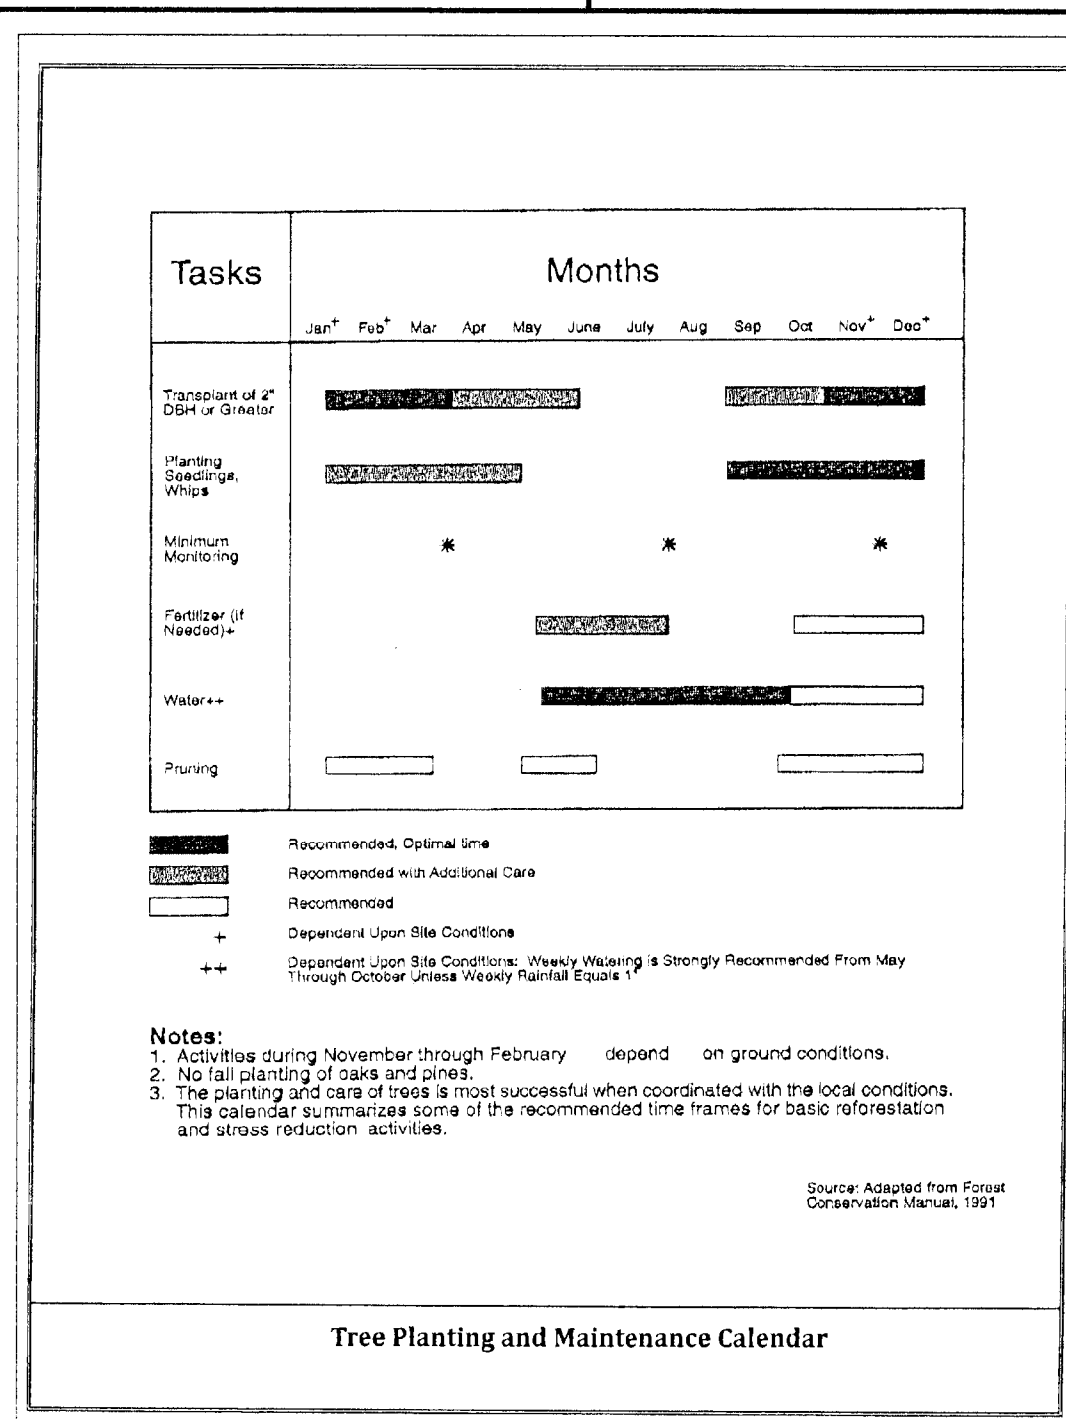 Tasks
Months
Jan+ Feb+ Mar Apr May June July Aug Sep Oct Nov+ Dec+
Transplant of 2"
DBH or Greater
Planting
Seedlings,
Whips
Minimum
Monitoring
Fertilizer (if
Needed)+
Water++
Pruning
Recommended, Optimal time
Recommended with Additional Care
Recommended
+ Dependent Upon Site Conditions
++ Dependent Upon Site Conditions: Weekly Watering is Strongly Recommended From May
Through October Unless Weekly Rainfall Equals 1"
Notes:
1. Activities during November through February depend on ground conditions.
2. No fall planting of oaks and pines.
3. The planting and care of trees is most successful when coordinated with the local conditions.
This calendar summarizes some of the recommended time frames for basic reforestation
and stress reduction activities.
Source: Adapted from Forest
Conservation Manual, 1991
Tree Planting and Maintenance Calendar